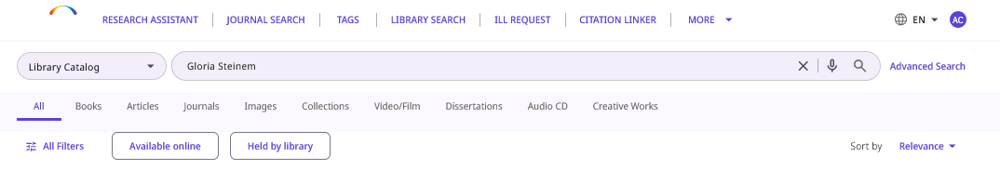 RESEARCH ASSISTANT JOURNAL SEARCH TAGS LIBRARY SEARCH ILL REQUEST CITATION LINKER MORE EN AC
Library Catalog Gloria Steinem Advanced Search
All Books Articles Journals Images Collections Video/Film Dissertations Audio CD Creative Works
All Filters Available online Held by library Sort by Relevance